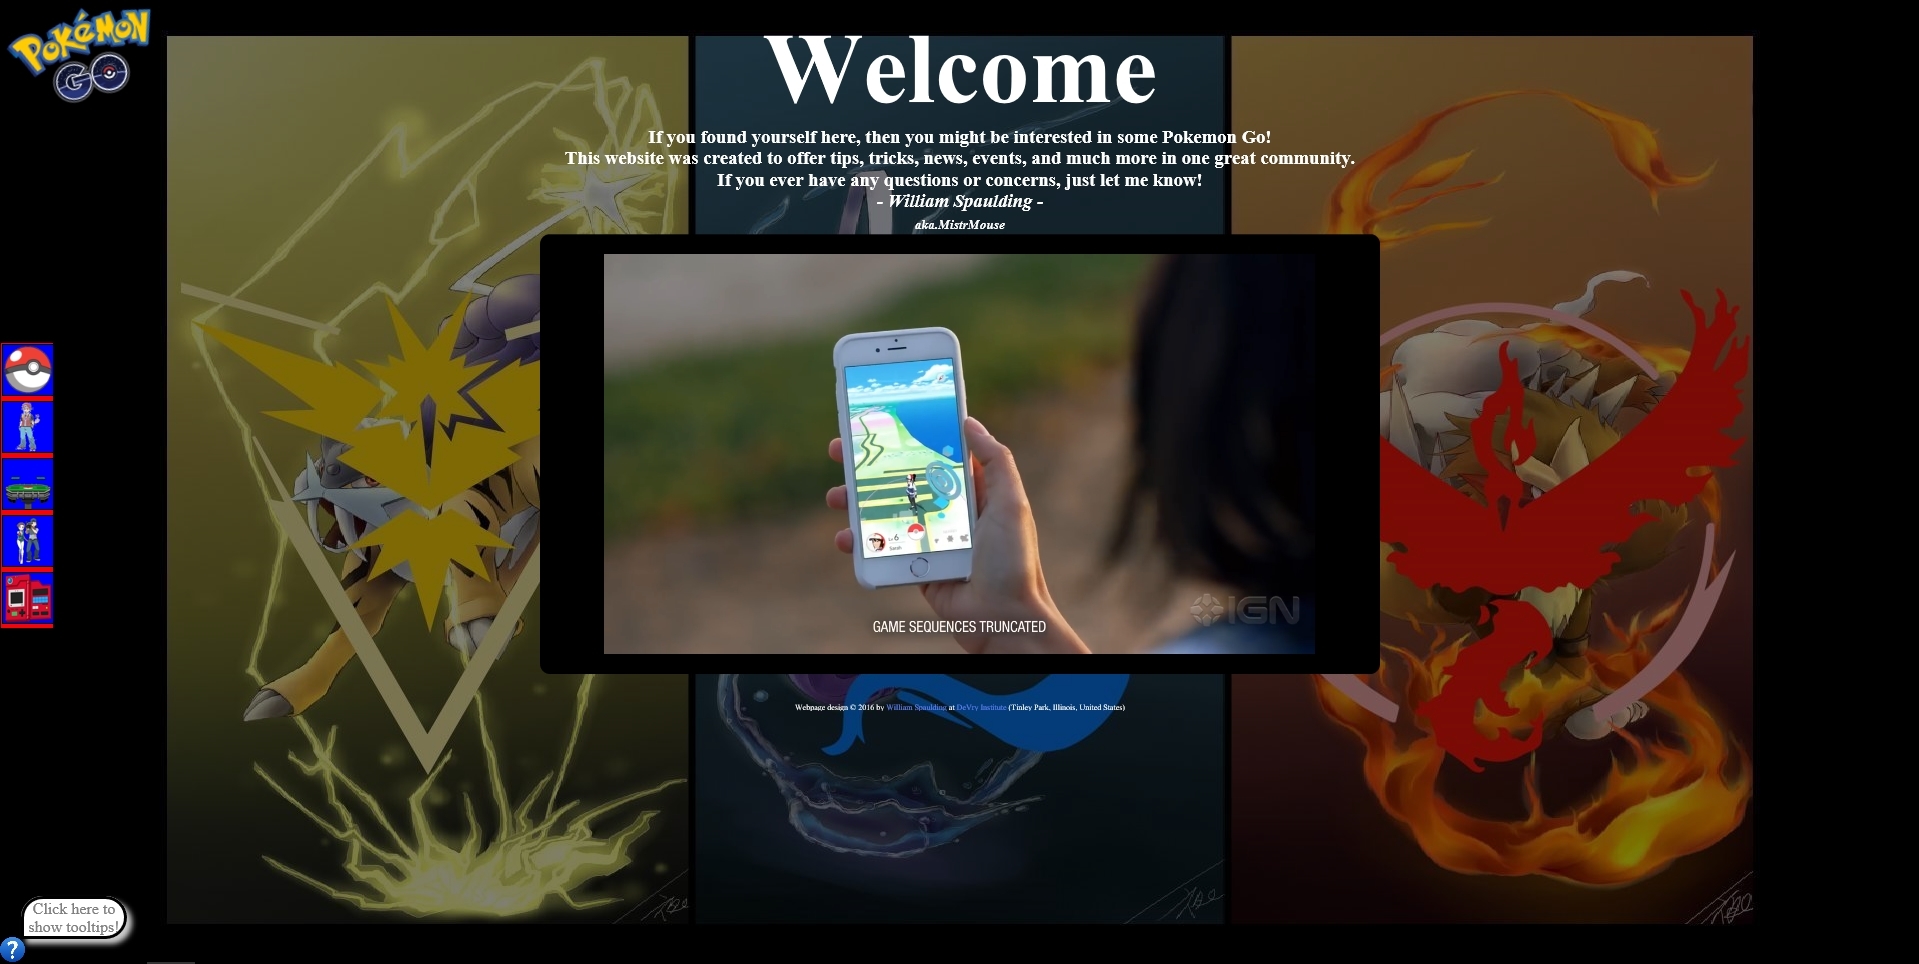 POKéMON
GO
Welcome
If you found yourself here, then you might be interested in some Pokemon Go!
This website was created to offer tips, tricks, news, events, and much more in one great community.
If you ever have any questions or concerns, just let me know!
- William Spaulding -
aka.MistrMouse
6
Sarah
IGN
GAME SEQUENCES TRUNCATED
Webpage design © 2016 by William Spaulding at DeVry Institute (Tinley Park, Illinois, United States)
Click here to
show tooltips!
?